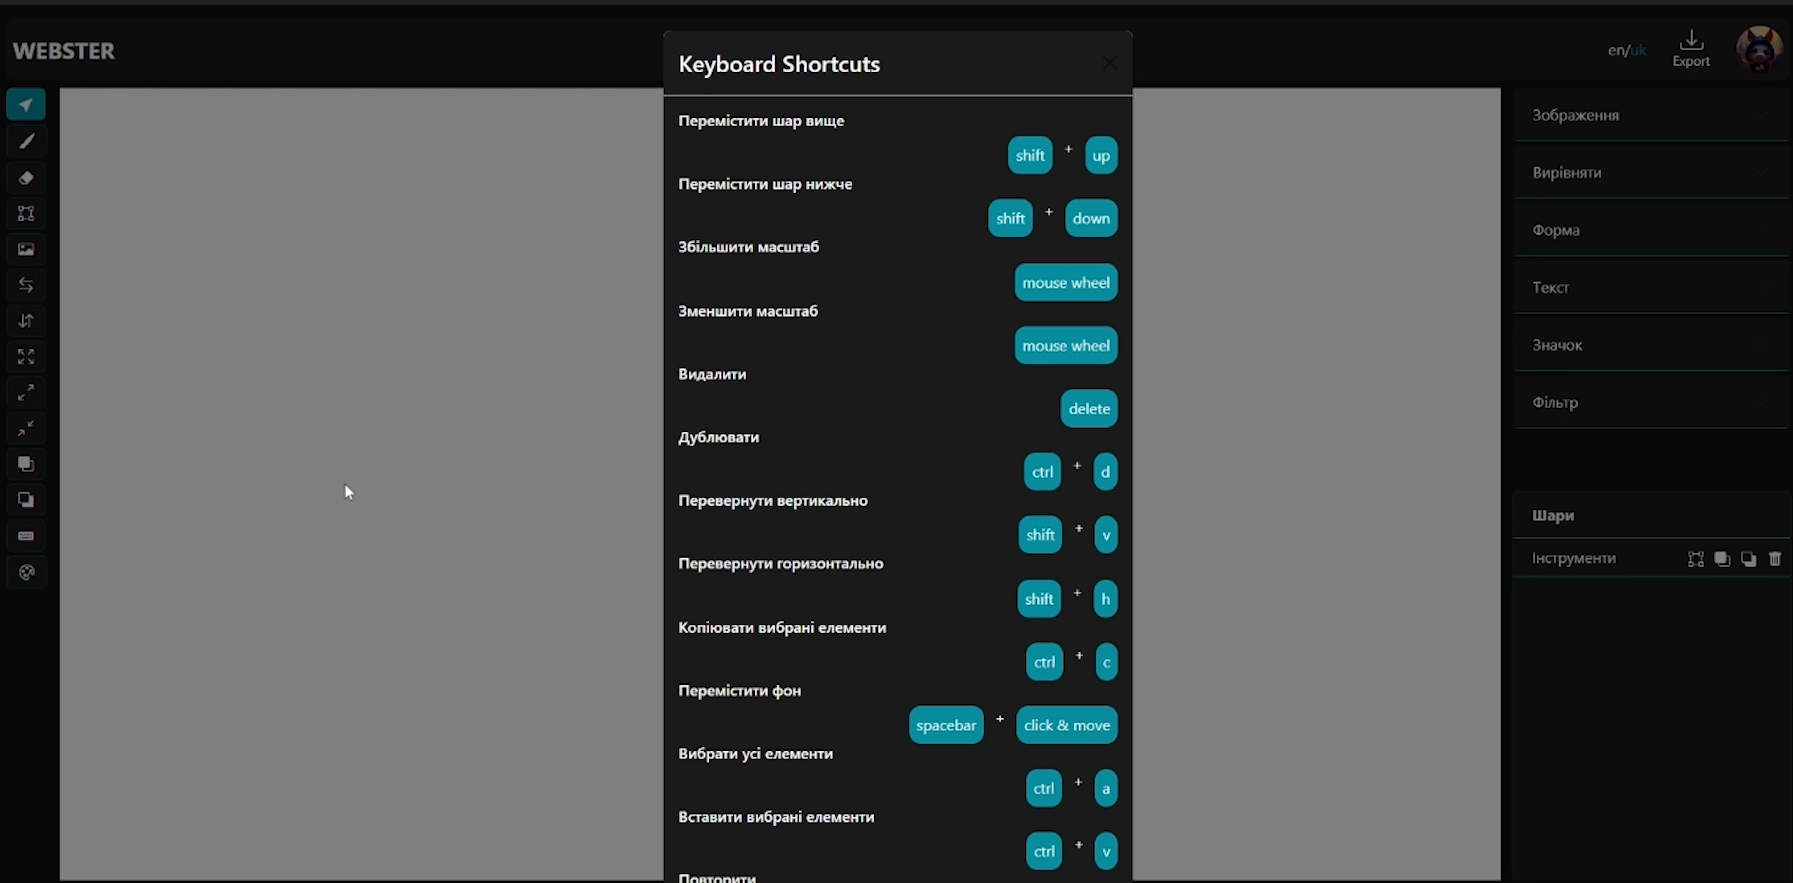 WEBSTER
en/uk
Export
Keyboard Shortcuts
Перемістити шар вище
shift + up
Перемістити шар нижче
shift + down
Збільшити масштаб
mouse wheel
Зменшити масштаб
mouse wheel
Видалити
delete
Дублювати
ctrl + d
Перевернути вертикально
shift + v
Перевернути горизонтально
shift + h
Копіювати вибрані елементи
ctrl + c
Перемістити фон
spacebar + click & move
Вибрати усі елементи
ctrl + a
Вставити вибрані елементи
ctrl + v
Повторити
Зображення
Вирівняти
Форма
Текст
Значок
Фільтр
Шари
Інструменти